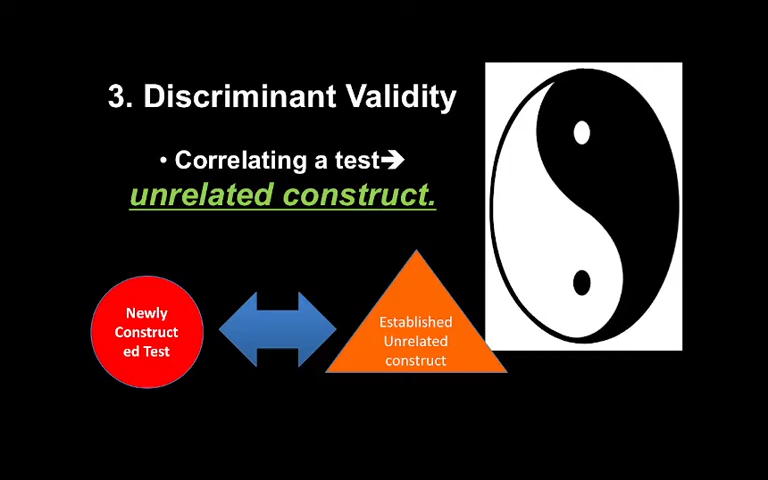 3. Discriminant Validity
• Correlating a test➔
unrelated construct.
Newly
Construct
ed Test
Established
Unrelated
construct